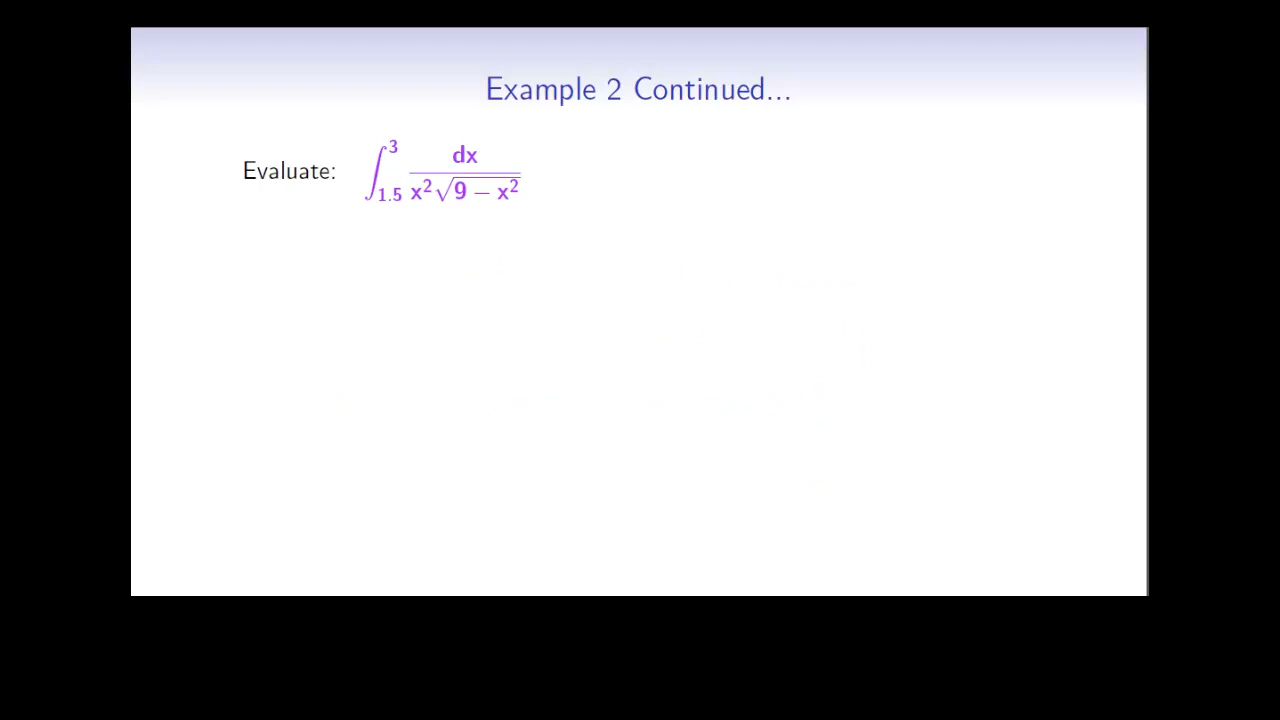 Example 2 Continued...
Evaluate: ∫_{1.5}^{3} dx / (x²√(9 − x²))